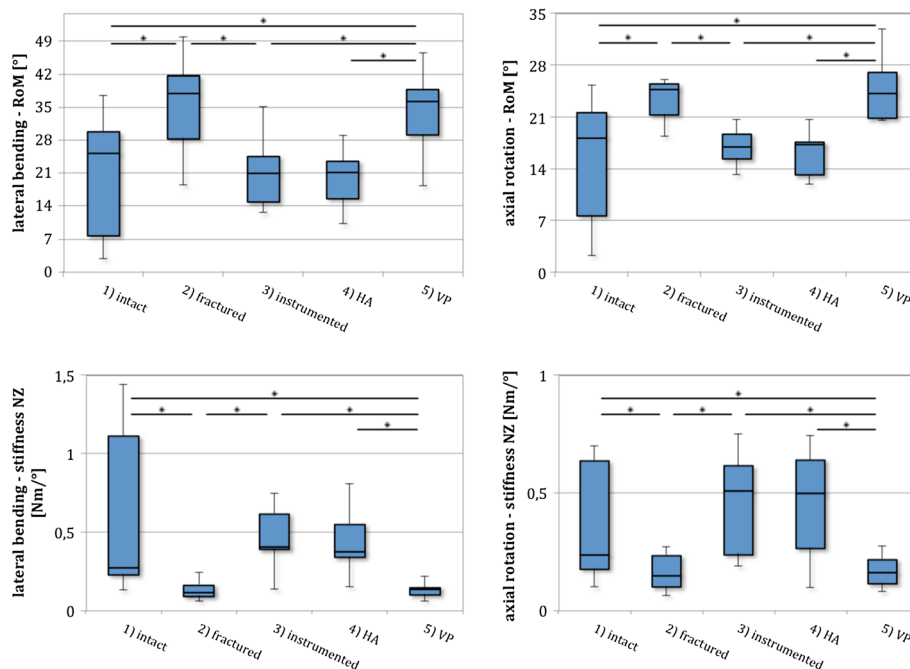 lateral bending - RoM [°]
49
42
35
28
21
14
7
0
*
*
*
*
*
1) intact
2) fractured
3) instrumented
4) HA
5) VP
axial rotation - RoM [°]
35
28
21
14
7
0
*
*
*
*
*
1) intact
2) fractured
3) instrumented
4) HA
5) VP
lateral bending - stiffness NZ
[Nm/°]
1,5
1
0,5
0
*
*
*
*
*
1) intact
2) fractured
3) instrumented
4) HA
5) VP
axial rotation - stiffness NZ [Nm/°]
1
0,5
0
*
*
*
*
*
1) intact
2) fractured
3) instrumented
4) HA
5) VP